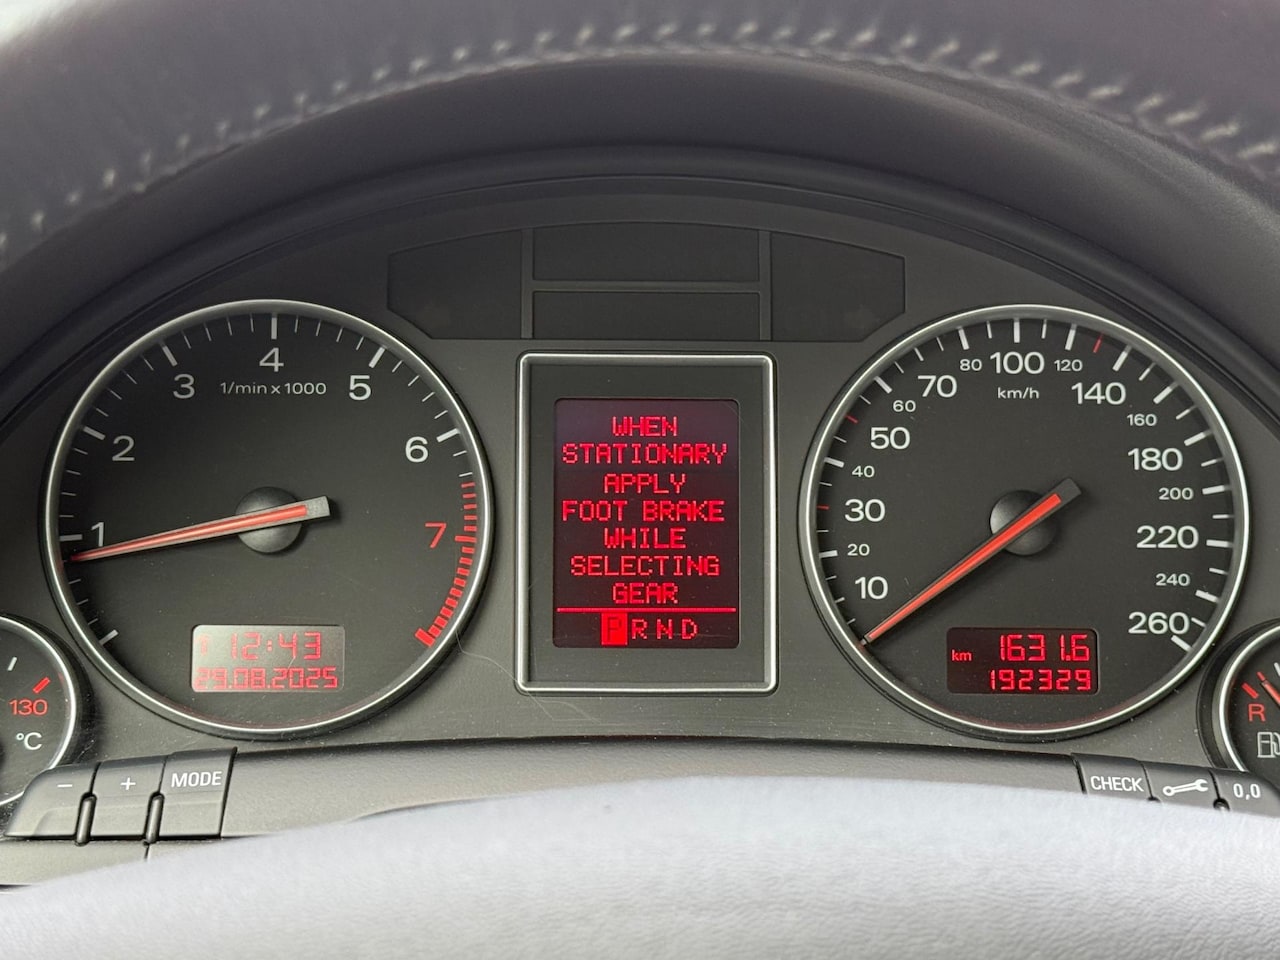 4
3
1/min x 1000
5
2
6
1
7
12:43
29.08.2025
130
°C
WHEN
STATIONARY
APPLY
FOOT BRAKE
WHILE
SELECTING
GEAR
P R N D
80 100 120
70 km/h 140
60 160
50 180
40 200
30 220
20 240
10 260
km 1631.6
192329
R
- + MODE
CHECK 0,0